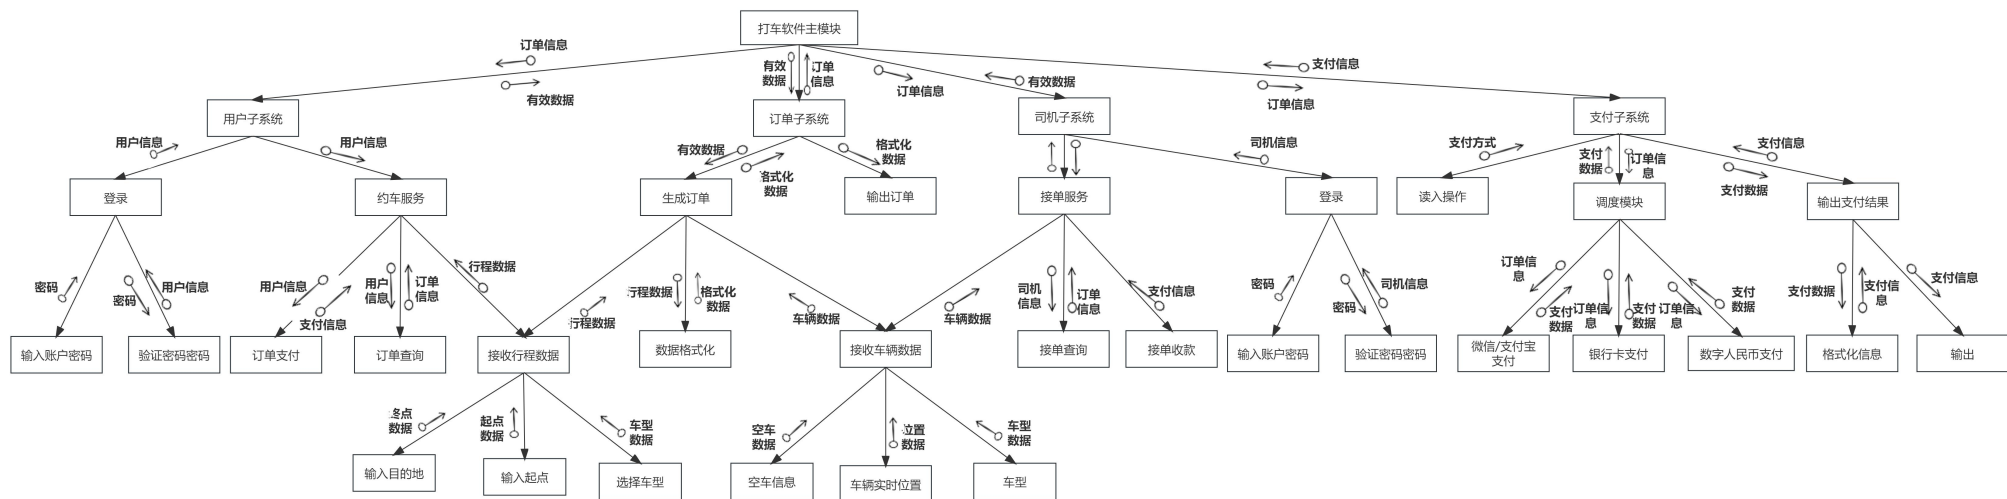 打车软件主模块
订单信息
有效数据
有效
数据
订单
信息
订单信息
有效数据
支付信息
订单信息
用户子系统
订单子系统
司机子系统
支付子系统
用户信息
用户信息
有效数据
格式化
数据
格式化
数据
司机信息
支付方式
支付
数据
订单信
息
支付信息
支付数据
登录
约车服务
生成订单
输出订单
接单服务
登录
读入操作
调度模块
输出支付结果
密码
密码
用户信息
用户信息
支付信息
用户
信息
订单
信息
行程数据
行程数据
行程数据
格式化
数据
车辆数据
车辆数据
司机
信息
订单
信息
支付信息
密码
密码
司机信息
订单信
息
支付
数据
订单信
息
支付
数据
订单信
息
支付
数据
支付数据
支付信
息
支付信息
输入账户密码
验证密码密码
订单支付
订单查询
接收行程数据
数据格式化
接收车辆数据
接单查询
接单收款
输入账户密码
验证密码密码
微信/支付宝
支付
银行卡支付
数字人民币支付
格式化信息
输出
终点
数据
起点
数据
车型
数据
空车
数据
位置
数据
车型
数据
输入目的地
输入起点
选择车型
空车信息
车辆实时位置
车型